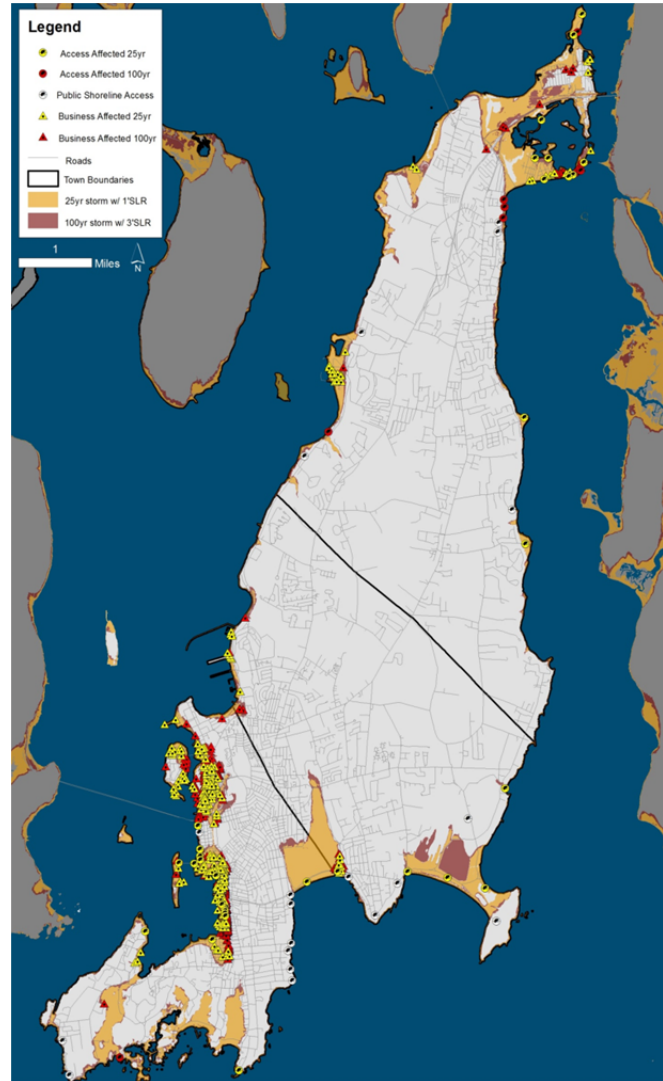 Legend
Access Affected 25yr
Access Affected 100yr
Public Shoreline Access
Business Affected 25yr
Business Affected 100yr
Roads
Town Boundaries
25yr storm w/ 1'SLR
100yr storm w/ 3'SLR
1
Miles
N